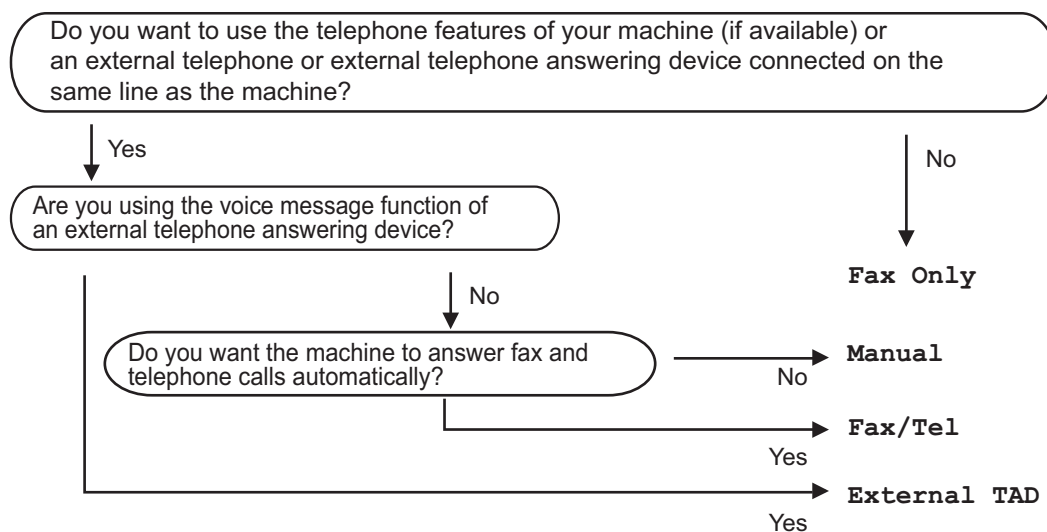 Do you want to use the telephone features of your machine (if available) or
an external telephone or external telephone answering device connected on the
same line as the machine?
Yes
No
Are you using the voice message function of
an external telephone answering device?
Fax Only
No
Do you want the machine to answer fax and
telephone calls automatically?
Manual
No
Fax/Tel
Yes
External TAD
Yes